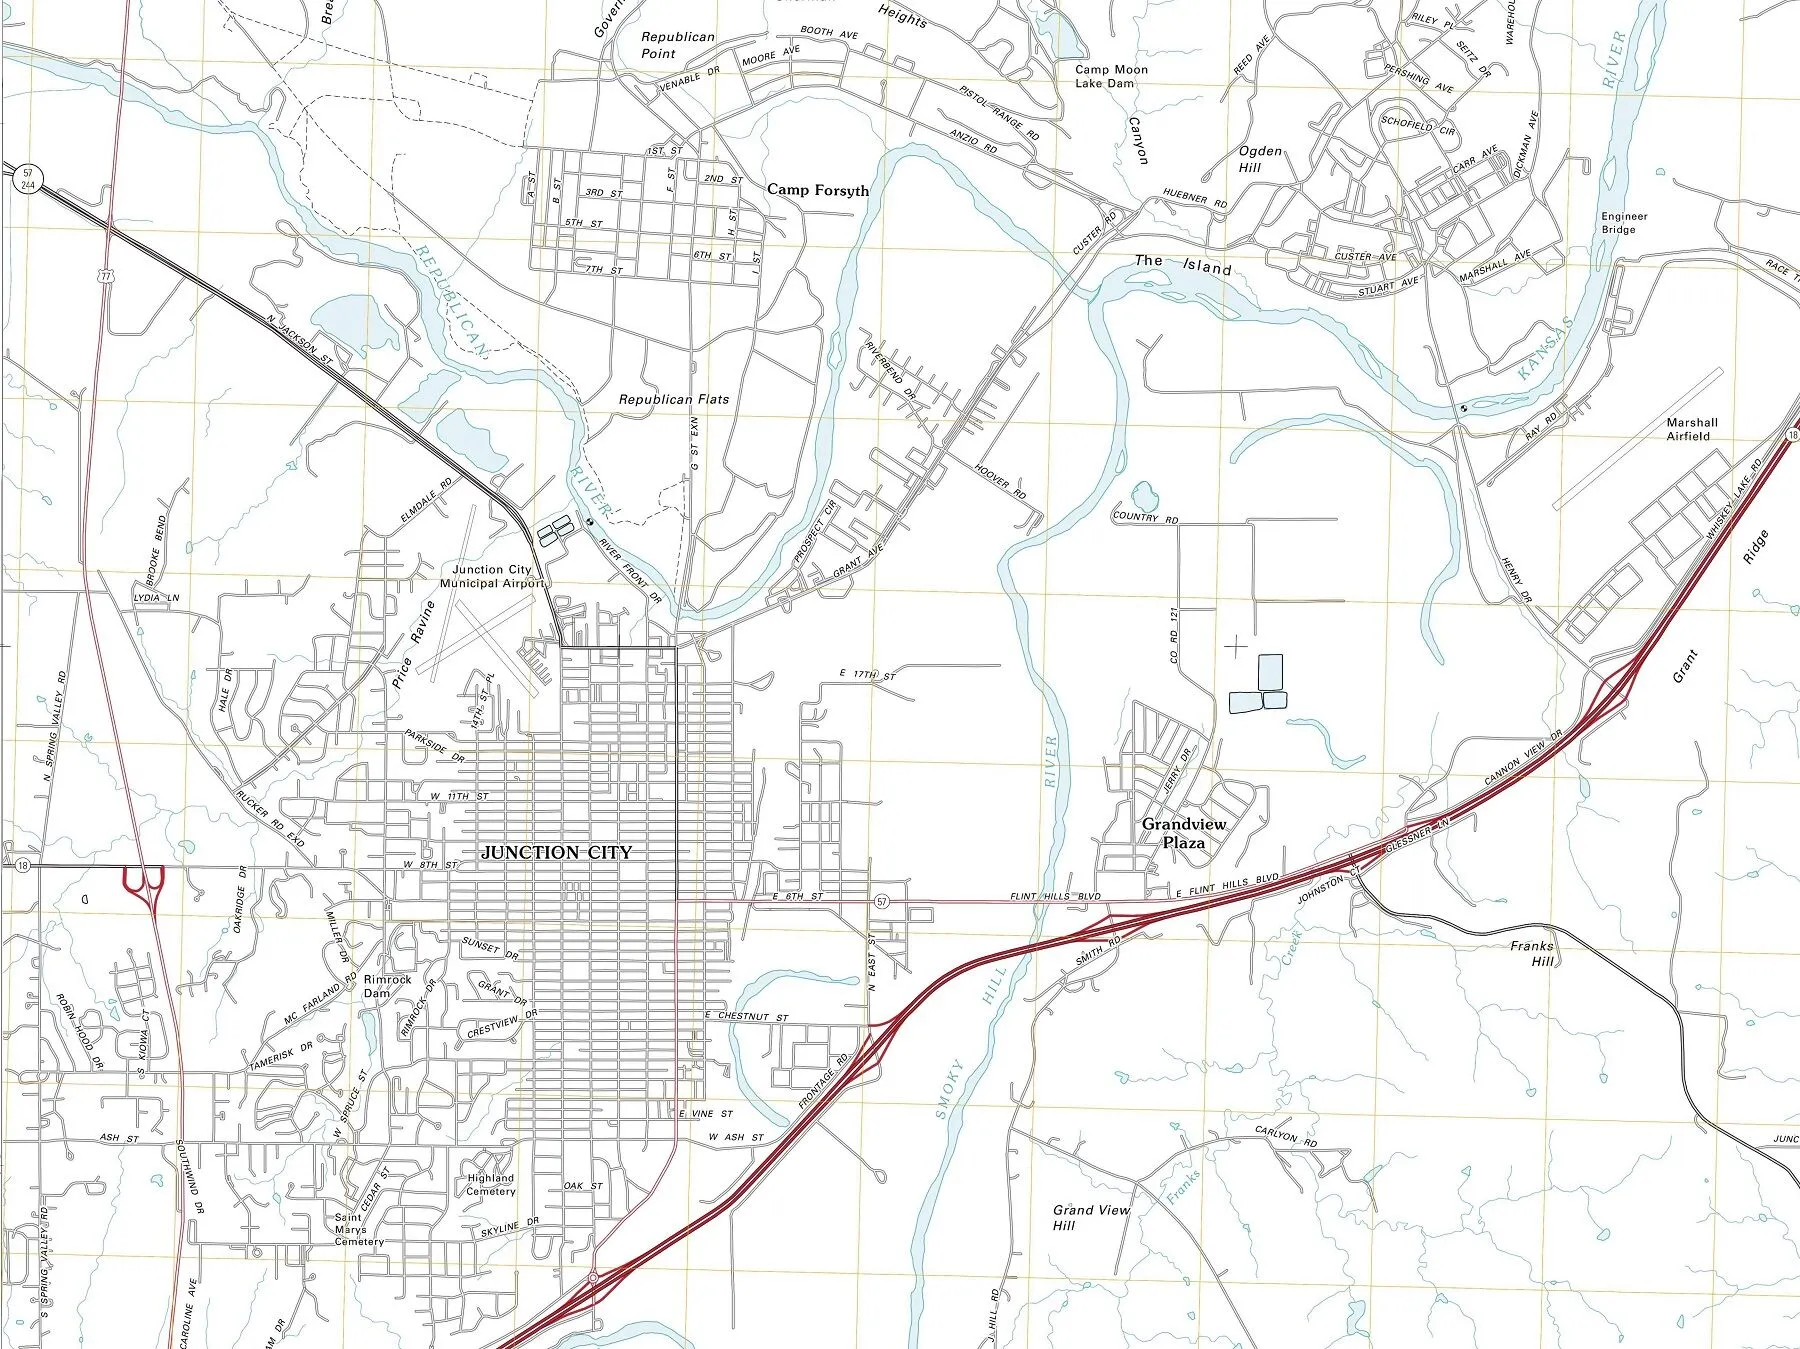 Heights
Republican
Point
BOOTH AVE
MOORE AVE
VENABLE DR
RILEY PL
SEITZ DR
REED AVE
PERSHING AVE
Camp Moon
Lake Dam
RIVER
PISTOL RANGE RD
ANZIO RD
Canyon
SCHOFIELD CIR
DICKMAN AVE
CARR AVE
Ogden
Hill
57
244
1ST ST
2ND ST
3RD ST
5TH ST
6TH ST
7TH ST
A ST
B ST
F ST
H ST
I ST
Camp Forsyth
HUEBNER RD
CUSTER RD
Engineer
Bridge
CUSTER AVE
MARSHALL AVE
STUART AVE
The Island
77
REPUBLICAN
N JACKSON ST
RIVERBEND DR
Republican Flats
KANSAS
G ST EXN
RAY RD
Marshall
Airfield
18
HOOVER RD
WHISKEY LAKE RD
ELMDALE RD
RIVER
COUNTRY RD
PROSPECT CIR
GRANT AVE
RIVER FRONT DR
BROOKE BEND
LYDIA LN
Junction City
Municipal Airport
HENRY DR
Grant Ridge
Price Ravine
CO RD 121
E 17TH ST
N SPRING VALLEY RD
HALE DR
14TH ST PL
PARKSIDE DR
RIVER
JERRY DR
CANNON VIEW DR
W 11TH ST
RUCKER RD EXD
Grandview
Plaza
GLESSNER LN
JUNCTION CITY
W 8TH ST
18
OAKRIDGE DR
E 6TH ST
57
FLINT HILLS BLVD
E FLINT HILLS BLVD
JOHNSTON CT
MILLER DR
SUNSET DR
SMITH RD
Creek
Franks
Hill
N EAST ST
Rimrock
Dam
MC FARLAND RD
RIMROCK DR
GRANT DR
CRESTVIEW DR
HILL
ROBIN HOOD DR
S KIOWA CT
E CHESTNUT ST
TAMERISK DR
FRONTAGE RD
SMOKY
W SPRUCE ST
E VINE ST
ASH ST
W ASH ST
CARLYON RD
JUNC
SOUTHWIND DR
Highland
Cemetery
CEDAR ST
OAK ST
Franks
Grand View
Hill
Saint
Marys
Cemetery
SKYLINE DR
S SPRING VALLEY RD
CAROLINE AVE
J HILL RD